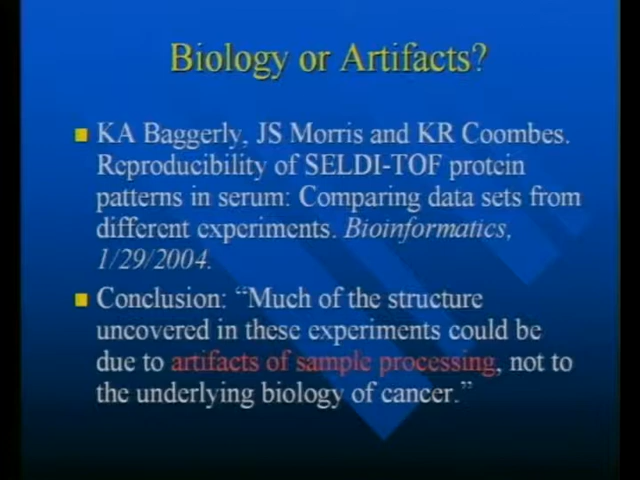 Biology or Artifacts?
KA Baggerly, JS Morris and KR Coombes.
Reproducibility of SELDI-TOF protein
patterns in serum: Comparing data sets from
different experiments. Bioinformatics,
1/29/2004.
Conclusion: “Much of the structure
uncovered in these experiments could be
due to artifacts of sample processing, not to
the underlying biology of cancer.”